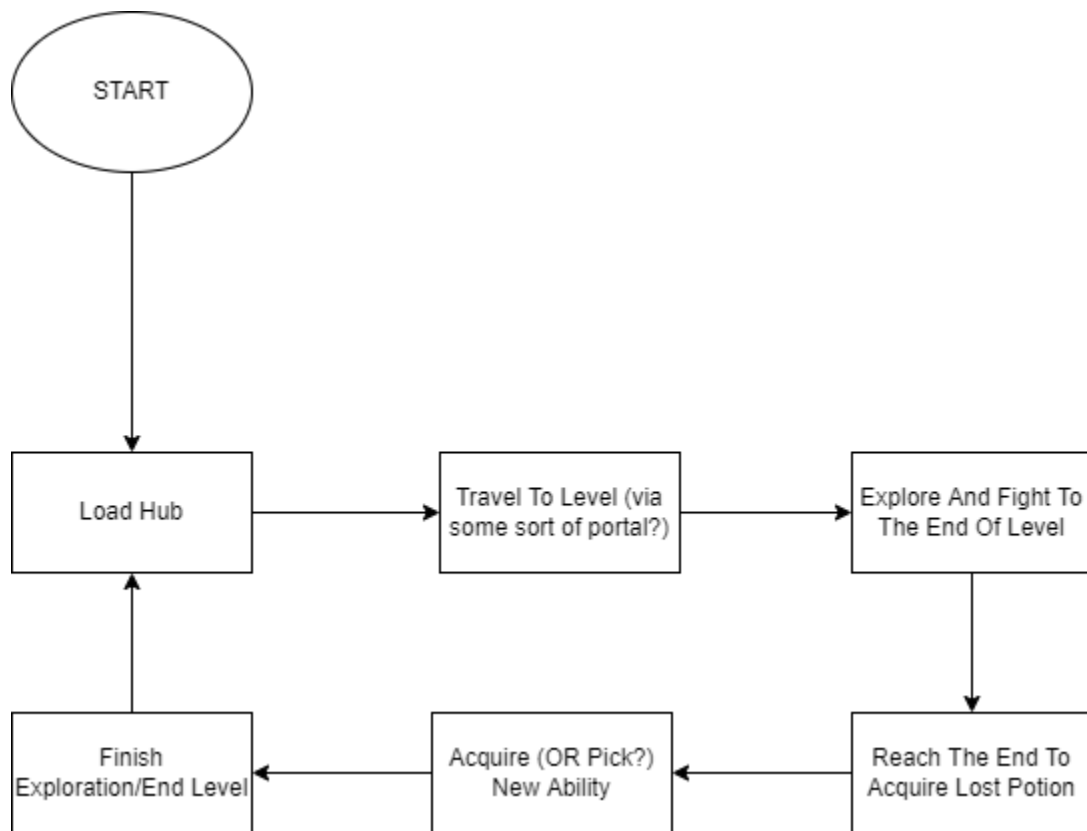 START
Load Hub
Travel To Level (via
some sort of portal?)
Explore And Fight To
The End Of Level
Reach The End To
Acquire Lost Potion
Acquire (OR Pick?)
New Ability
Finish
Exploration/End Level